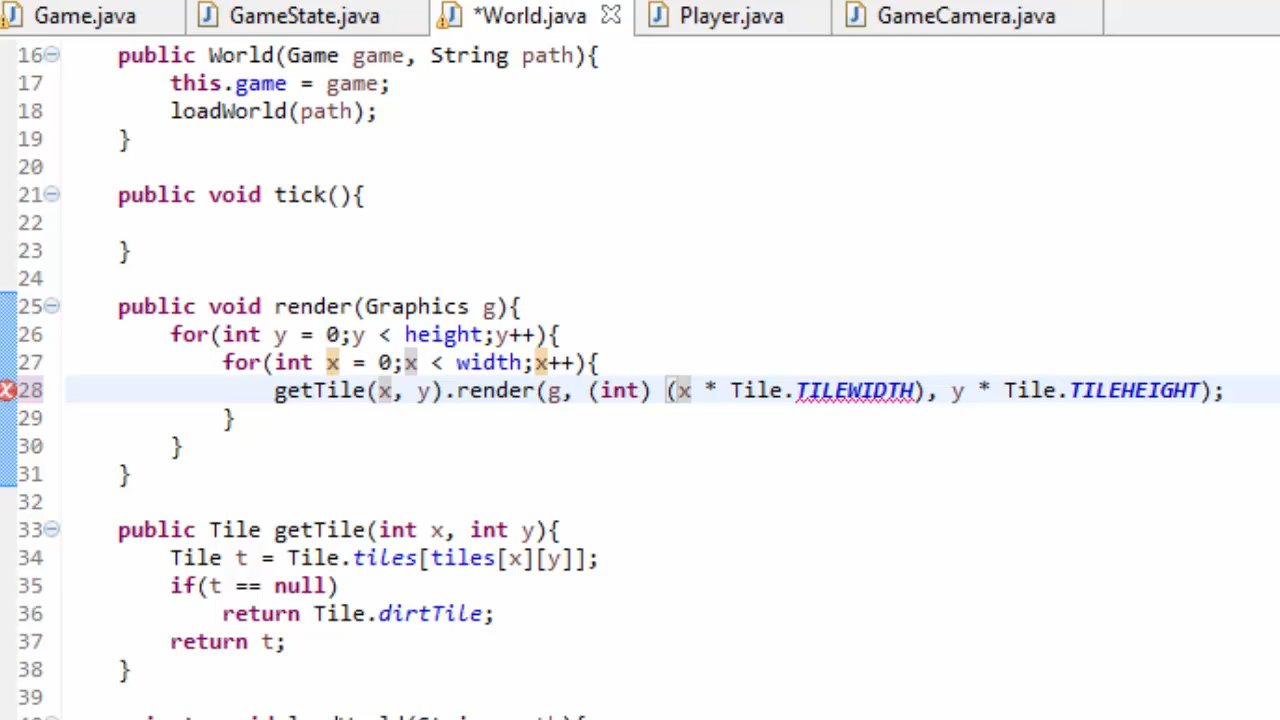 Game.java GameState.java *World.java Player.java GameCamera.java
16 public World(Game game, String path){
17 this.game = game;
18 loadWorld(path);
19 }
20
21 public void tick(){
22
23 }
24
25 public void render(Graphics g){
26 for(int y = 0;y < height;y++){
27 for(int x = 0;x < width;x++){
28 getTile(x, y).render(g, (int) (x * Tile.TILEWIDTH), y * Tile.TILEHEIGHT);
29 }
30 }
31 }
32
33 public Tile getTile(int x, int y){
34 Tile t = Tile.tiles[tiles[x][y]];
35 if(t == null)
36 return Tile.dirtTile;
37 return t;
38 }
39